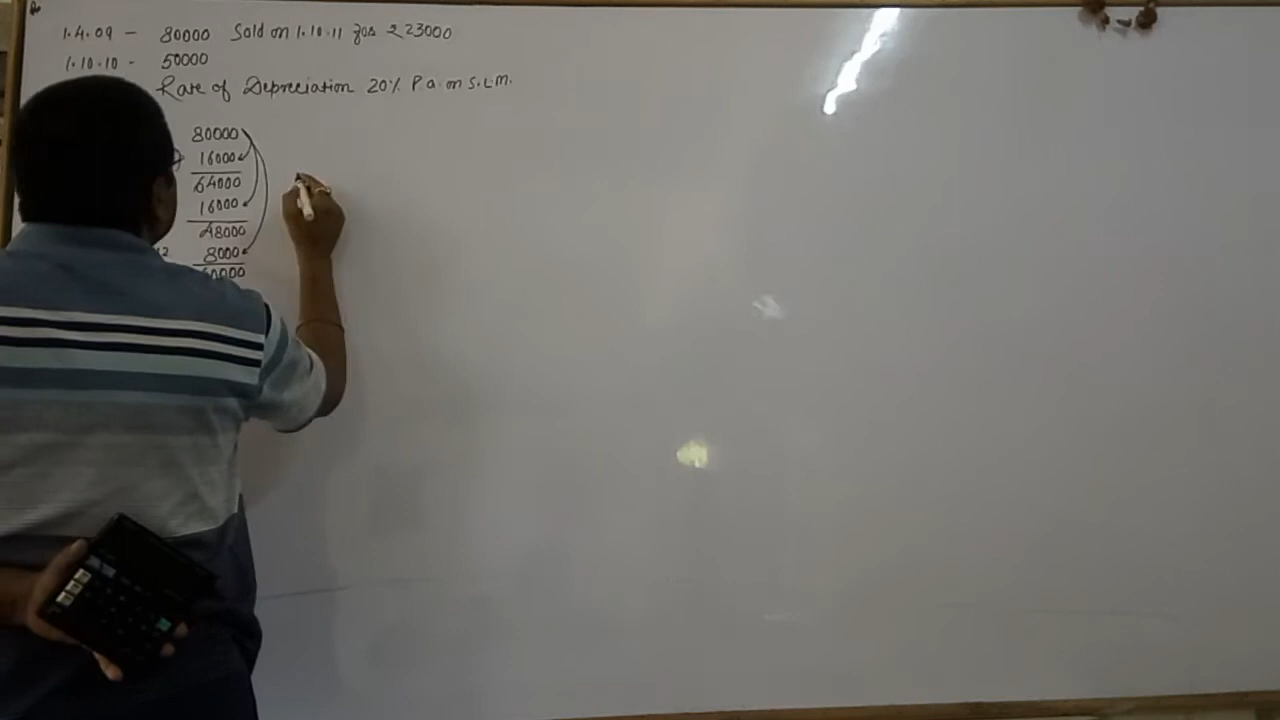 1.4.09 - 80000 Sold on 1.10.11 for ₹ 23000
1.10.10 - 50000
Rate of Depreciation 20% P.a. on S.L.M.
80000
16000
64000
16000
48000
8000
40000